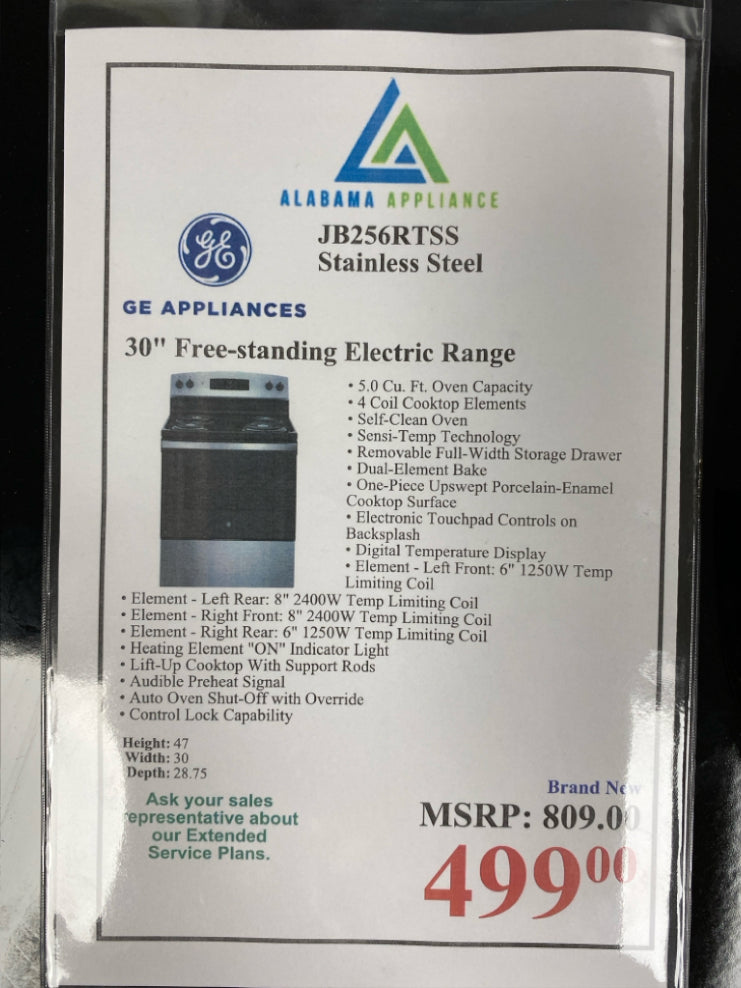 ALABAMA APPLIANCE
GE
JB256RTSS
Stainless Steel
GE APPLIANCES
30" Free-standing Electric Range
• 5.0 Cu. Ft. Oven Capacity
• 4 Coil Cooktop Elements
• Self-Clean Oven
• Sensi-Temp Technology
• Removable Full-Width Storage Drawer
• Dual-Element Bake
• One-Piece Upswept Porcelain-Enamel
Cooktop Surface
• Electronic Touchpad Controls on
Backsplash
• Digital Temperature Display
• Element - Left Front: 6" 1250W Temp
Limiting Coil
• Element - Left Rear: 8" 2400W Temp Limiting Coil
• Element - Right Front: 8" 2400W Temp Limiting Coil
• Element - Right Rear: 6" 1250W Temp Limiting Coil
• Heating Element "ON" Indicator Light
• Lift-Up Cooktop With Support Rods
• Audible Preheat Signal
• Auto Oven Shut-Off with Override
• Control Lock Capability
Height: 47
Width: 30
Depth: 28.75
Ask your sales
representative about
our Extended
Service Plans.
Brand New
MSRP: 809.00
49900